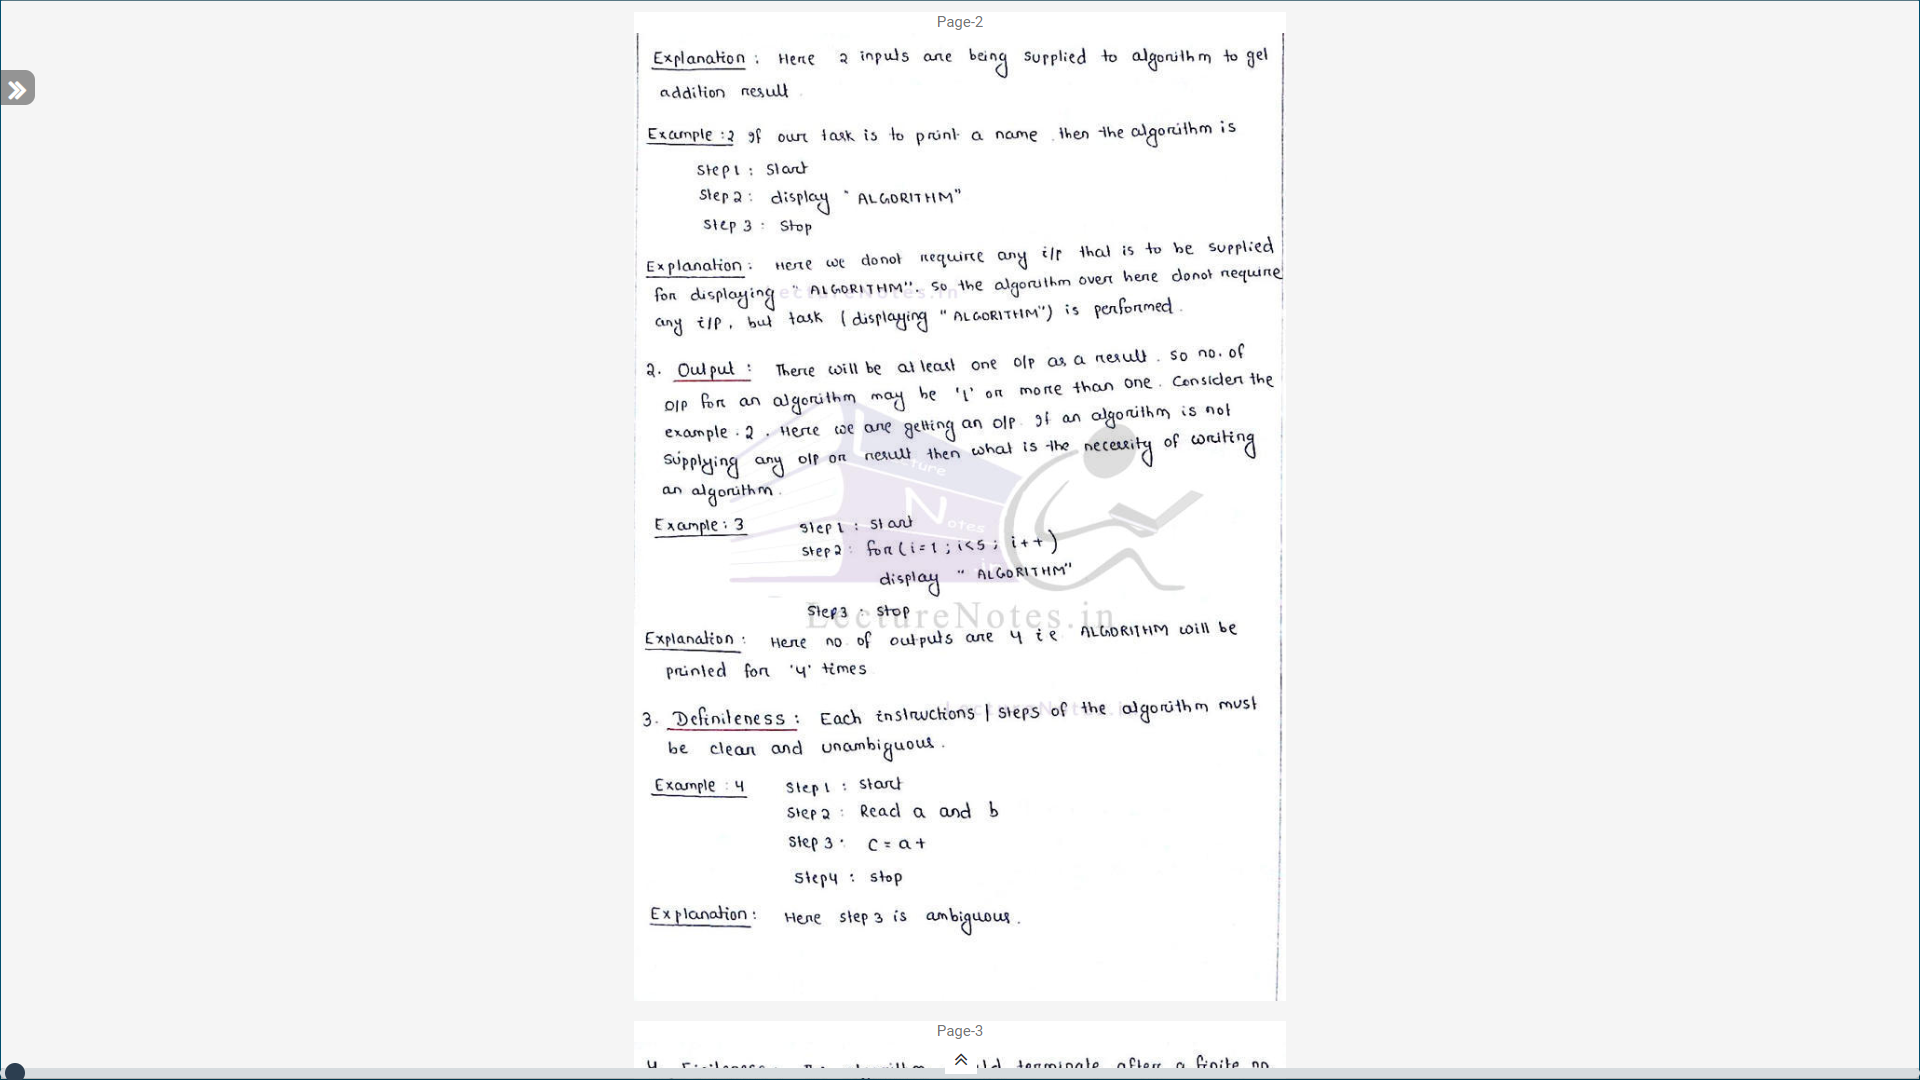 Page-2
Explanation : Here 2 inputs are being supplied to algorithm to get
addition result
Example :2 If our task is to print a name . then the algorithm is
Step 1 : Start
Step 2 : display " ALGORITHM"
Step 3 : Stop
Explanation : Here we donot require any i/p that is to be supplied
for displaying " ALGORITHM". So the algorithm over here donot require
any i/p, but task ( displaying " ALGORITHM") is performed.
2. Output : There will be at least one o/p as a result . So no. of
o/p for an algorithm may be '1' or more than one . Consider the
example . 2 . Here we are getting an o/p. If an algorithm is not
Supplying any o/p or result then what is the necessity of writing
an algorithm.
Example : 3 Step 1 : Start
Step 2 : for ( i = 1 ; i<5 ; i + + )
display " ALGORITHM"
Step 3 : Stop
LectureNotes.in
Explanation : Here no of outputs are 4 i e ALGORITHM will be
printed for '4' times
3. Definiteness : Each instructions | steps of the algorithm must
be clear and unambiguous .
Example : 4 Step 1 : Start
Step 2 : Read a and b
Step 3 : c = a +
Step 4 : stop
Explanation : Here step 3 is ambiguous .
Page-3